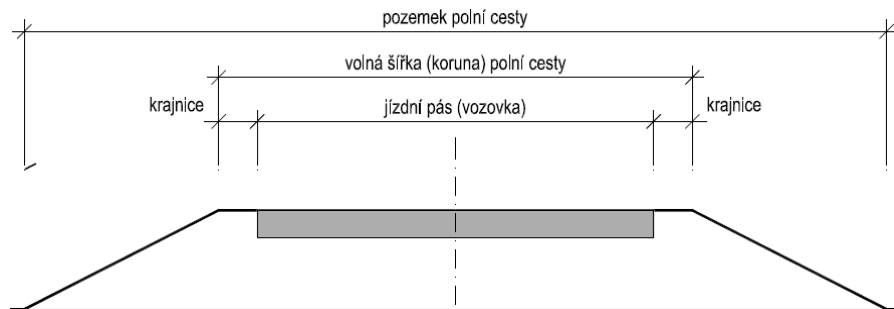 pozemek polní cesty
volná šířka (koruna) polní cesty
krajnice
jízdní pás (vozovka)
krajnice